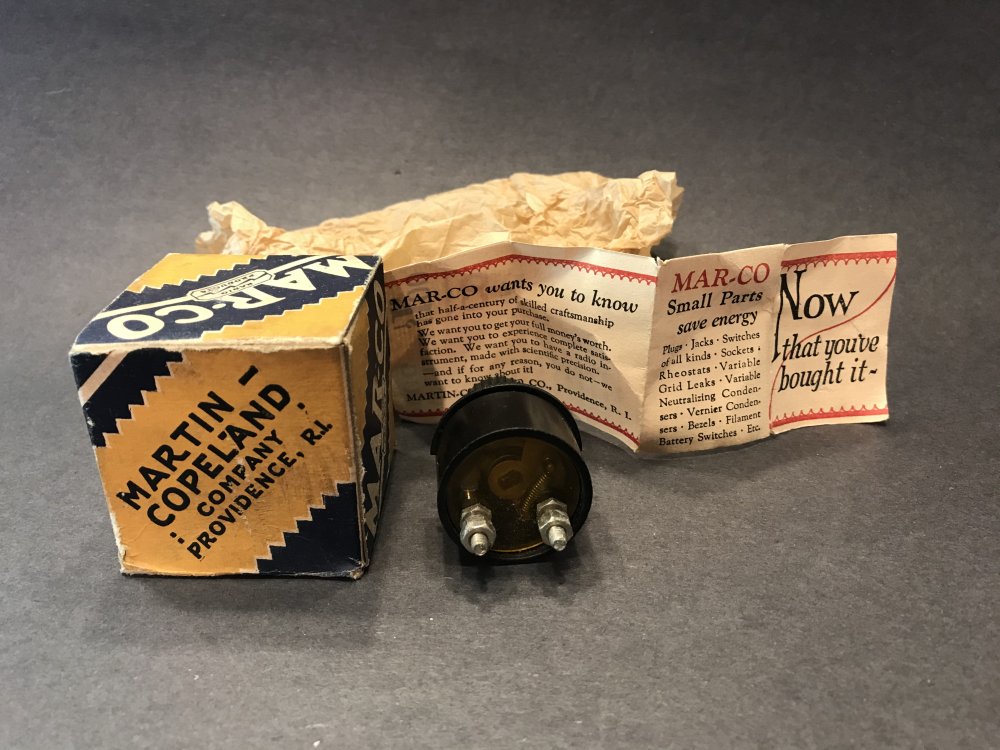 MAR-CO
MARTIN -
COPELAND
: COMPANY :
PROVIDENCE, R.I.
MAR-CO wants you to know
that half-a-century of skilled craftsmanship
has gone into your purchase.
We want you to get your full money's worth.
We want you to experience complete satis-
faction. We want you to have a radio in-
strument, made with scientific precision.
—and if for any reason, you do not—we
want to know about it!
MARTIN-CO CO., Providence, R. I.
MAR-CO
Small Parts
save energy
Plugs · Jacks · Switches
of all kinds · Sockets ·
Rheostats · Variable
Grid Leaks · Variable
Neutralizing Conden-
sers · Vernier Conden-
sers · Bezels · Filament
Battery Switches · Etc.
Now
that you've
bought it-